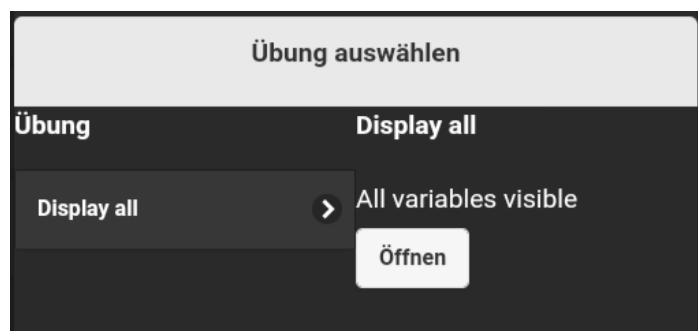 Übung auswählen
Übung
Display all
Display all
All variables visible
Öffnen